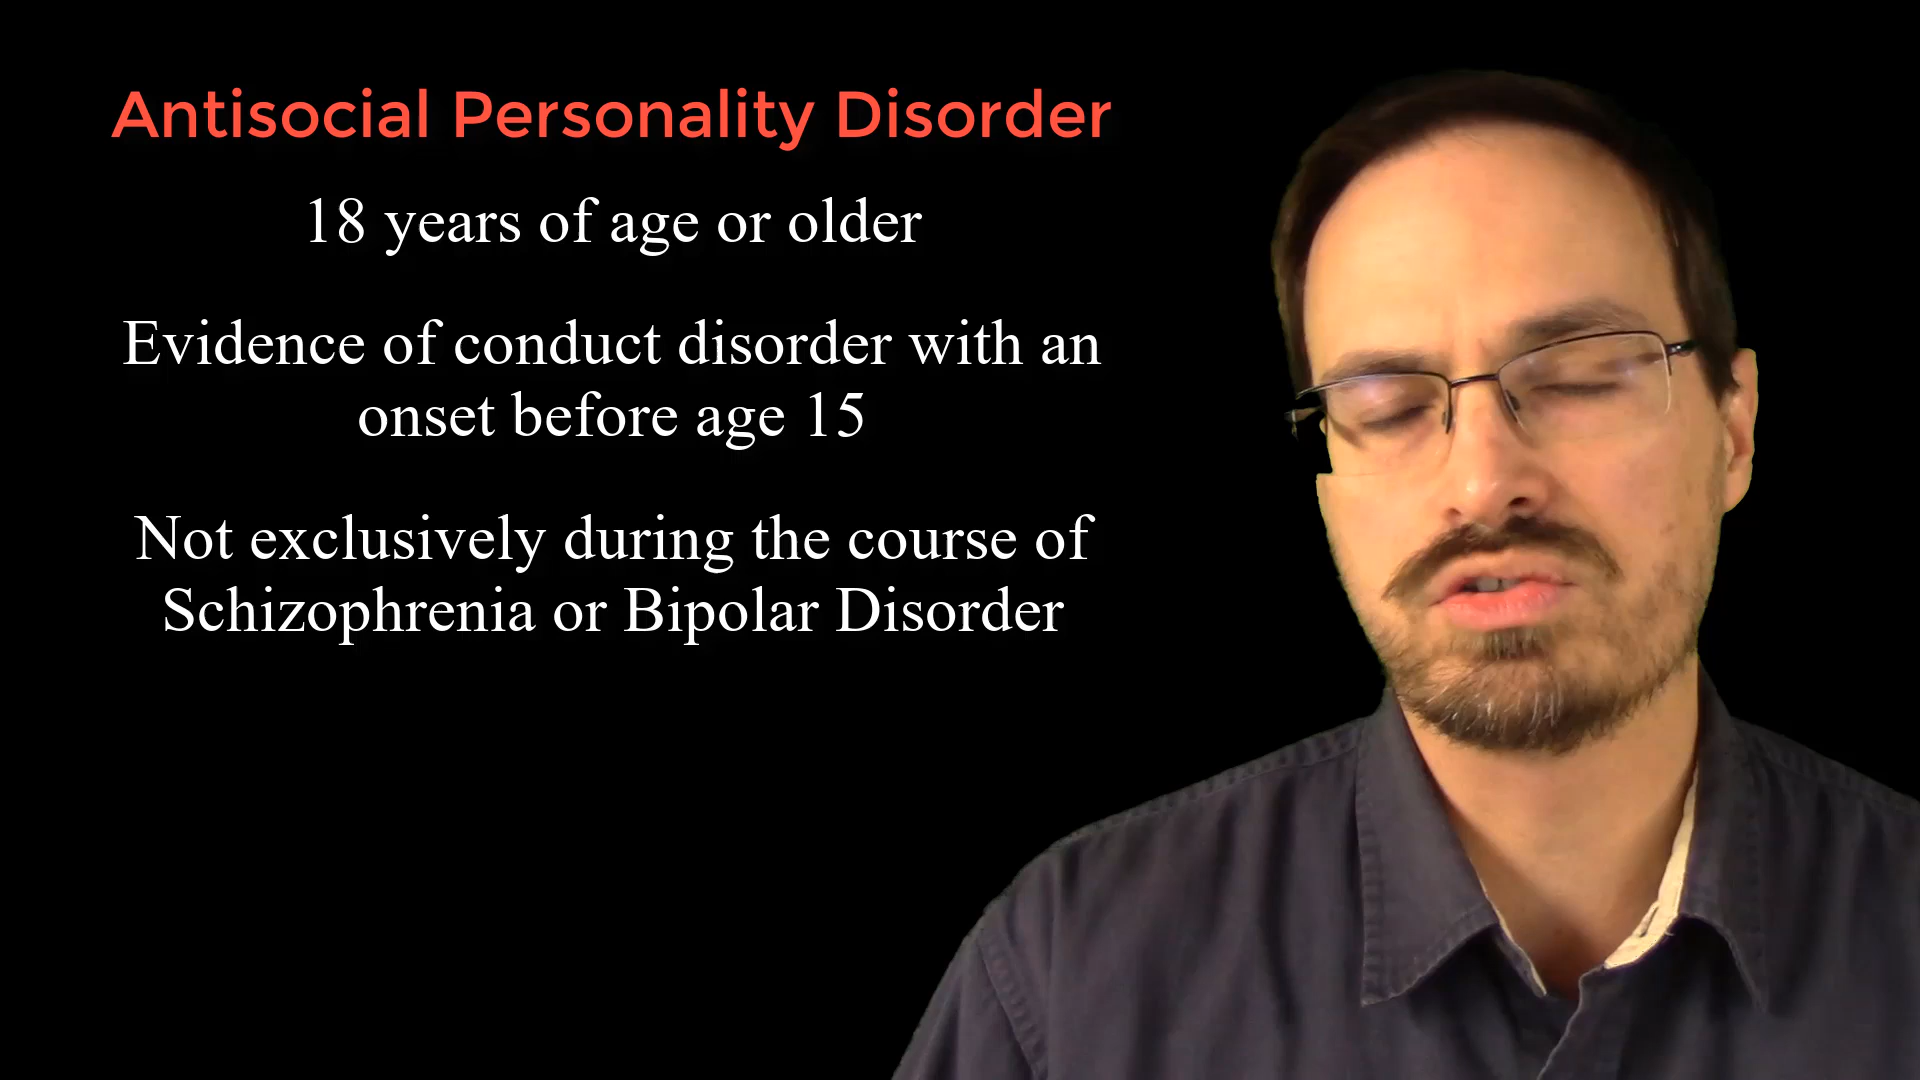 Antisocial Personality Disorder
18 years of age or older
Evidence of conduct disorder with an
onset before age 15
Not exclusively during the course of
Schizophrenia or Bipolar Disorder